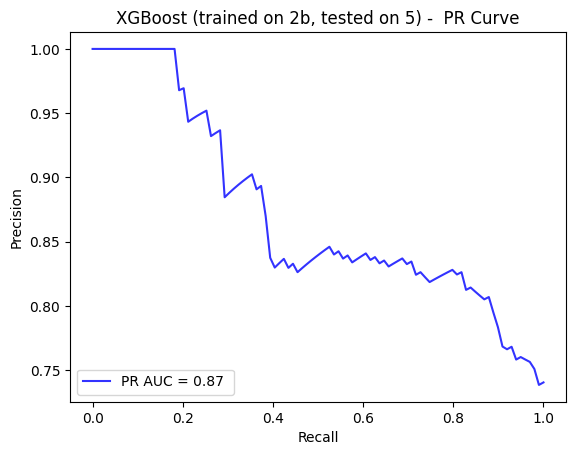 XGBoost (trained on 2b, tested on 5) -  PR Curve
1.00
0.95
0.90
0.85
0.80
0.75
Precision
PR AUC = 0.87
0.0 0.2 0.4 0.6 0.8 1.0
Recall